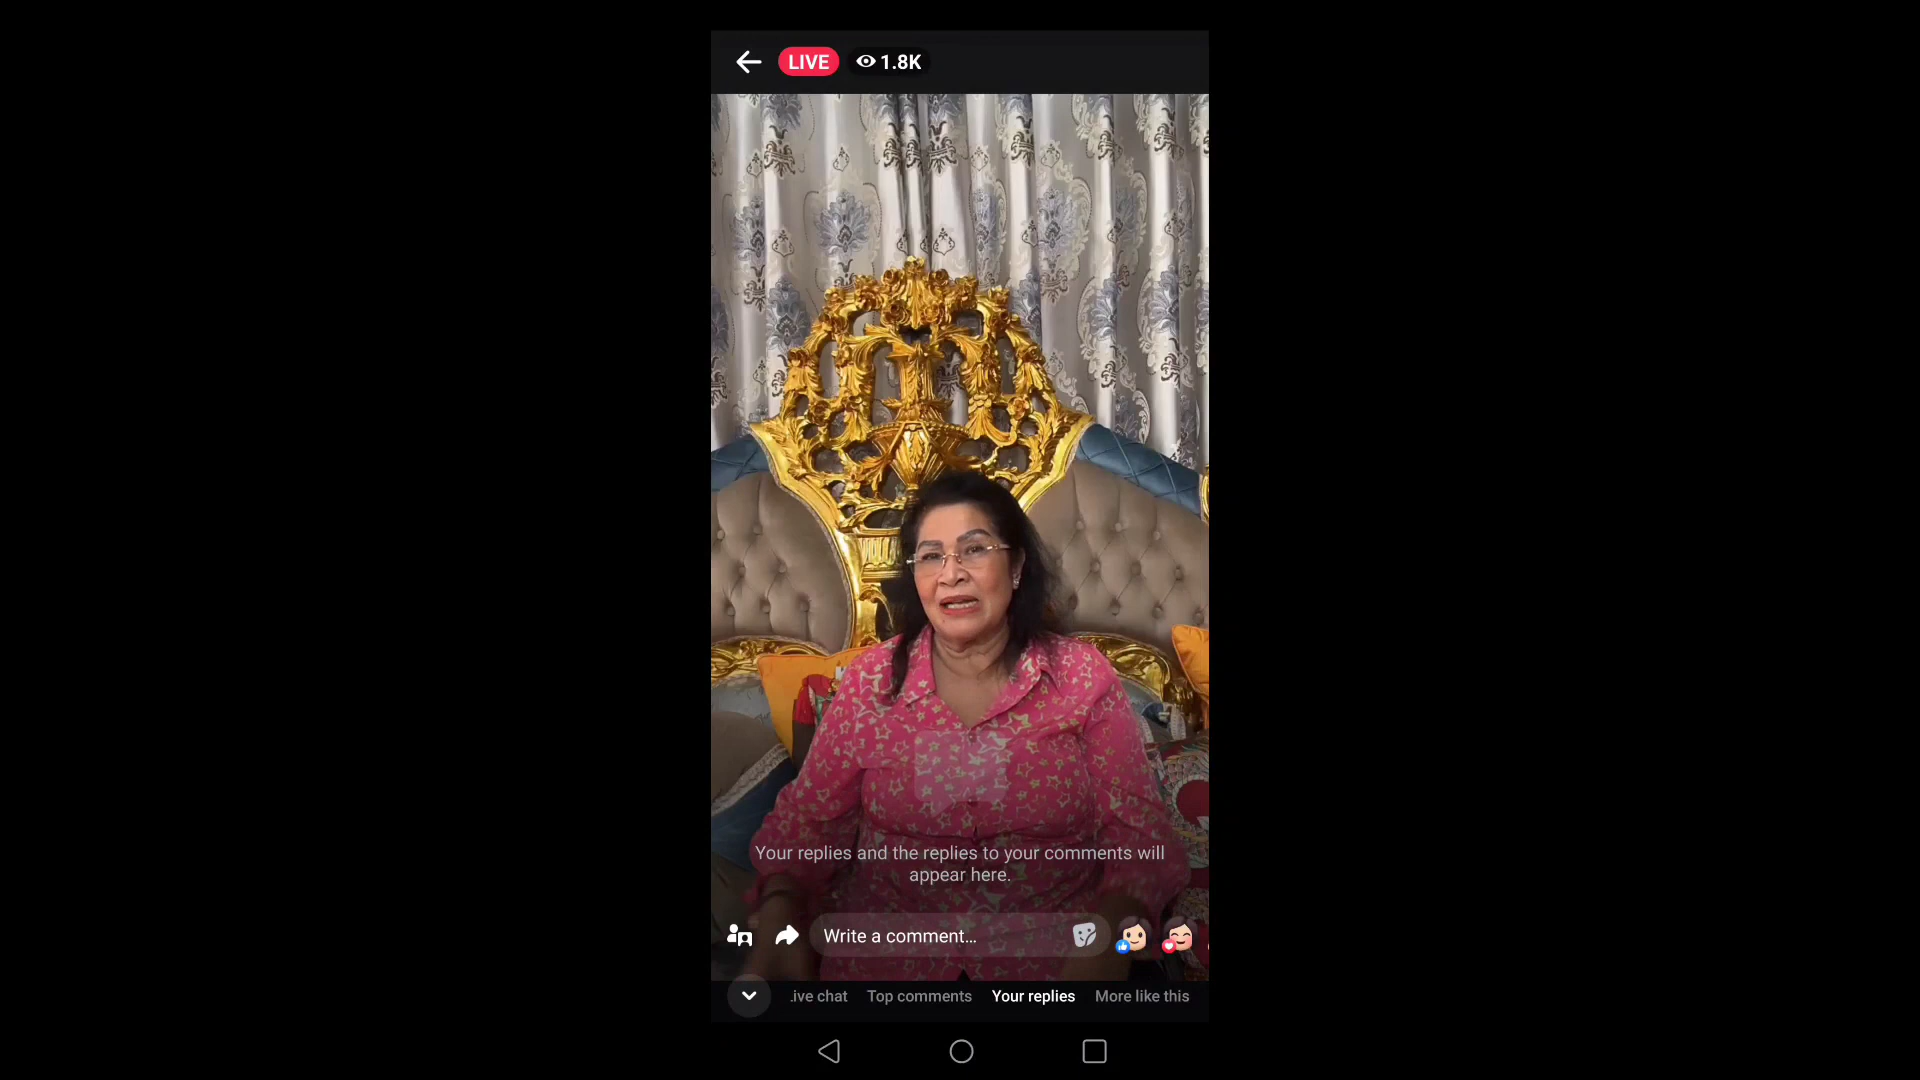 LIVE 1.8K
Your replies and the replies to your comments will
appear here.
Write a comment...
.ive chat Top comments Your replies More like this